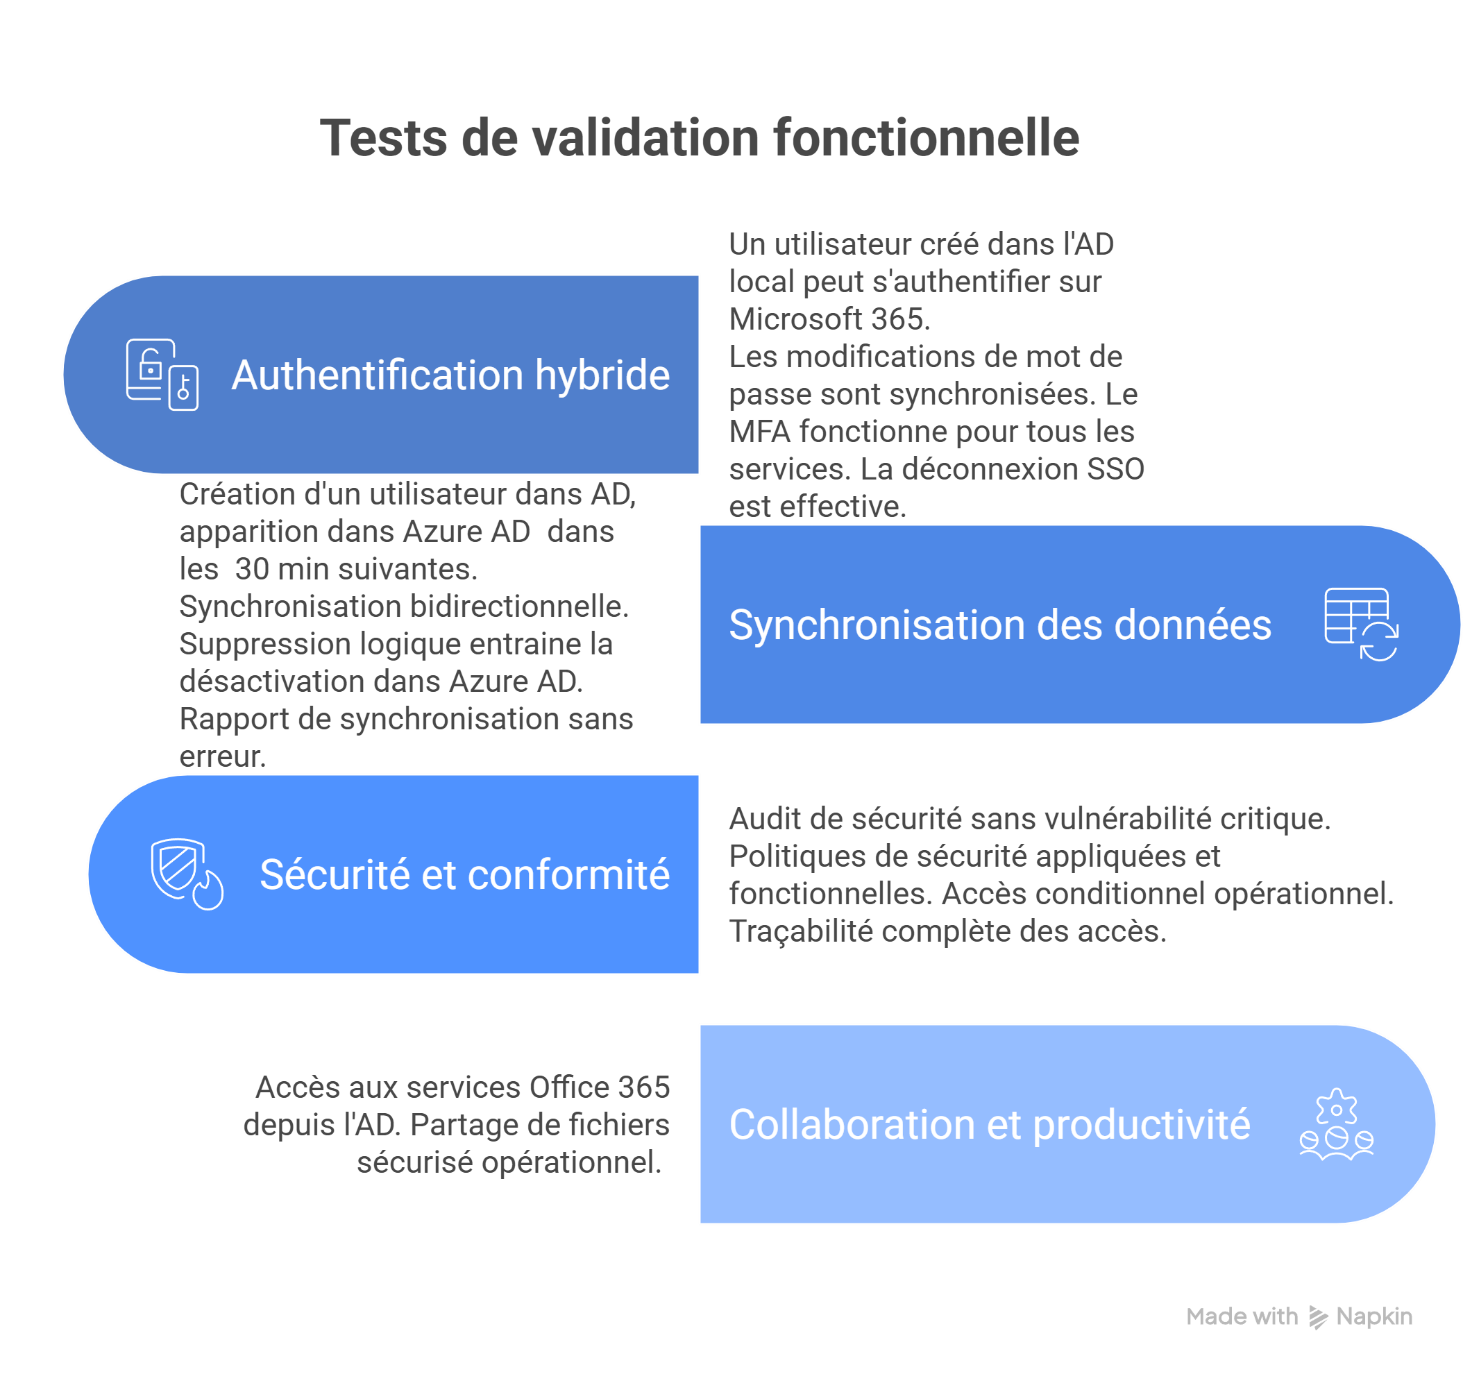 Tests de validation fonctionnelle
Authentification hybride
Un utilisateur créé dans l'AD
local peut s'authentifier sur
Microsoft 365.
Les modifications de mot de
passe sont synchronisées. Le
MFA fonctionne pour tous les
services. La déconnexion SSO
est effective.
Création d'un utilisateur dans AD,
apparition dans Azure AD  dans
les  30 min suivantes.
Synchronisation bidirectionnelle.
Suppression logique entraine la
désactivation dans Azure AD.
Rapport de synchronisation sans
erreur.
Synchronisation des données
Sécurité et conformité
Audit de sécurité sans vulnérabilité critique.
Politiques de sécurité appliquées et
fonctionnelles. Accès conditionnel opérationnel.
Traçabilité complète des accès.
Accès aux services Office 365
depuis l'AD. Partage de fichiers
sécurisé opérationnel.
Collaboration et productivité
Made with Napkin